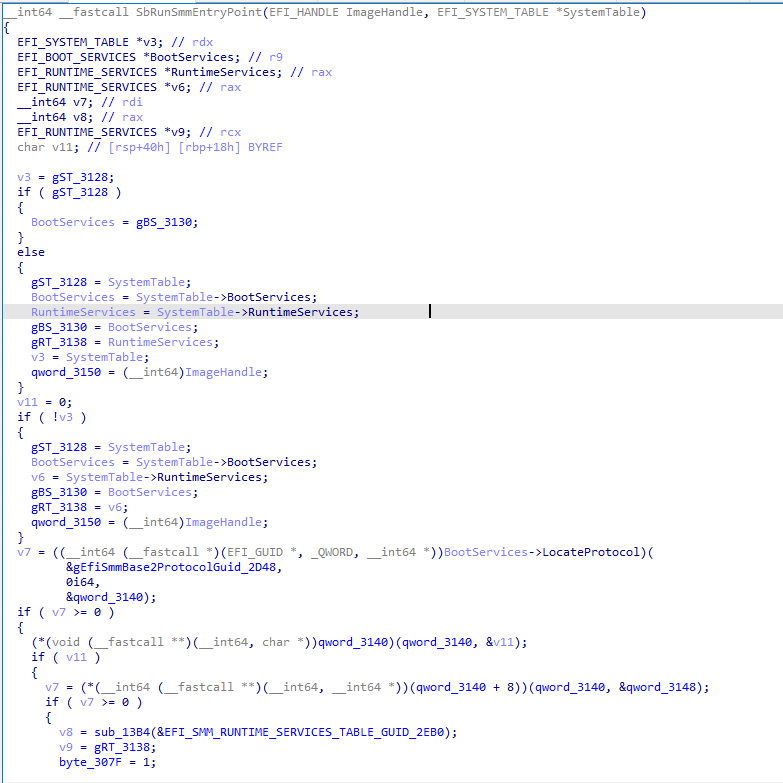 __int64 __fastcall SbRunSmmEntryPoint(EFI_HANDLE ImageHandle, EFI_SYSTEM_TABLE *SystemTable)
{
  EFI_SYSTEM_TABLE *v3; // rdx
  EFI_BOOT_SERVICES *BootServices; // r9
  EFI_RUNTIME_SERVICES *RuntimeServices; // rax
  EFI_RUNTIME_SERVICES *v6; // rax
  __int64 v7; // rdi
  __int64 v8; // rax
  EFI_RUNTIME_SERVICES *v9; // rcx
  char v11; // [rsp+40h] [rbp+18h] BYREF

  v3 = gST_3128;
  if ( gST_3128 )
  {
    BootServices = gBS_3130;
  }
  else
  {
    gST_3128 = SystemTable;
    BootServices = SystemTable->BootServices;
    RuntimeServices = SystemTable->RuntimeServices;
    gBS_3130 = BootServices;
    gRT_3138 = RuntimeServices;
    v3 = SystemTable;
    qword_3150 = (__int64)ImageHandle;
  }
  v11 = 0;
  if ( !v3 )
  {
    gST_3128 = SystemTable;
    BootServices = SystemTable->BootServices;
    v6 = SystemTable->RuntimeServices;
    gBS_3130 = BootServices;
    gRT_3138 = v6;
    qword_3150 = (__int64)ImageHandle;
  }
  v7 = ((__int64 (__fastcall *)(EFI_GUID *, _QWORD, __int64 *))BootServices->LocateProtocol)(
         &gEfiSmmBase2ProtocolGuid_2D48,
         0i64,
         &qword_3140);
  if ( v7 >= 0 )
  {
    (*(void (__fastcall **)(__int64, char *))qword_3140)(qword_3140, &v11);
    if ( v11 )
    {
      v7 = (*(__int64 (__fastcall **)(__int64, __int64 *))(qword_3140 + 8))(qword_3140, &qword_3148);
      if ( v7 >= 0 )
      {
        v8 = sub_13B4(&EFI_SMM_RUNTIME_SERVICES_TABLE_GUID_2EB0);
        v9 = gRT_3138;
        byte_307F = 1;